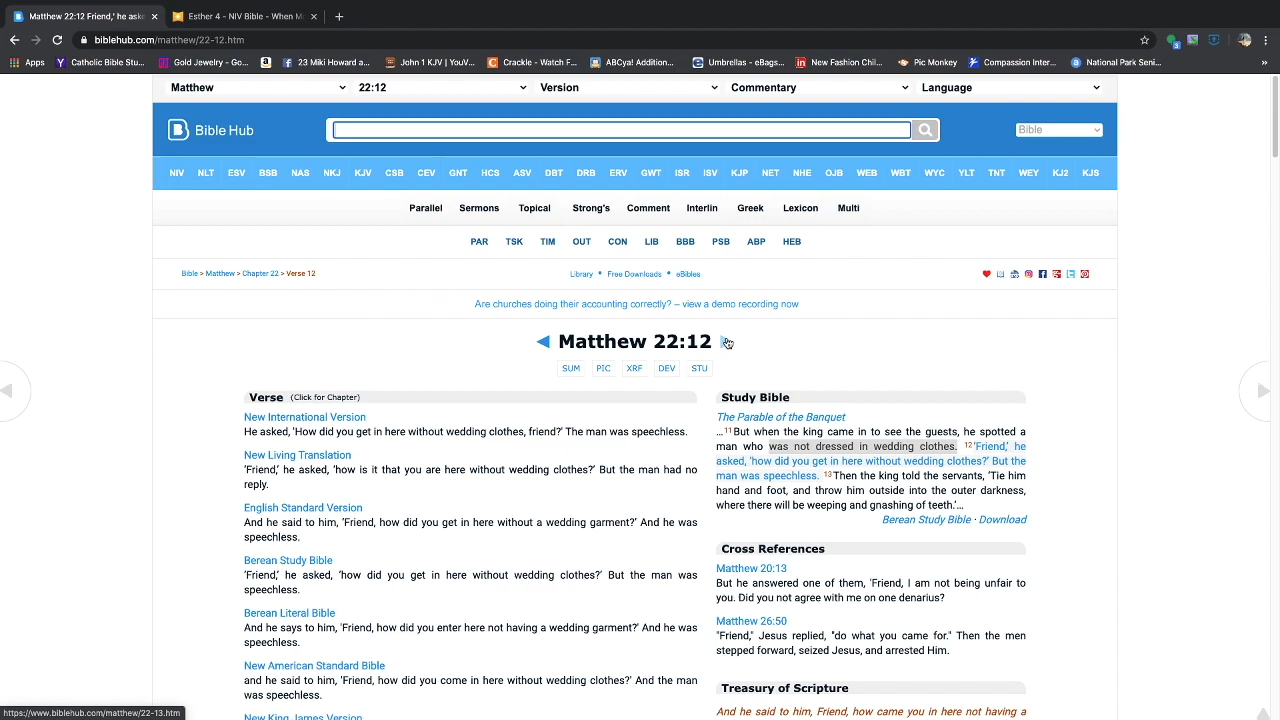 Matthew 22:12 Friend,' he aske
Esther 4 - NIV Bible - When Mo
biblehub.com/matthew/22-12.htm
Apps
Catholic Bible Stu...
Gold Jewelry - Go...
23 Miki Howard a...
John 1 KJV | YouV...
Crackle - Watch F...
ABCya! Addition...
Umbrellas - eBags...
New Fashion Chil...
Pic Monkey
Compassion Inter...
National Park Seni...
Matthew 22:12 Version Commentary Language
Bible Hub
Bible
NIV NLT ESV BSB NAS NKJ KJV CSB CEV GNT HCS ASV DBT DRB ERV GWT ISR ISV KJP NET NHE OJB WEB WBT WYC YLT TNT WEY KJ2 KJS
Parallel Sermons Topical Strong's Comment Interlin Greek Lexicon Multi
PAR TSK TIM OUT CON LIB BBB PSB ABP HEB
Bible > Matthew > Chapter 22 > Verse 12
Library • Free Downloads • eBibles
Are churches doing their accounting correctly? – view a demo recording now
◄ Matthew 22:12
SUM PIC XRF DEV STU
Verse (Click for Chapter)
New International Version
He asked, 'How did you get in here without wedding clothes, friend?' The man was speechless.
New Living Translation
'Friend,' he asked, 'how is it that you are here without wedding clothes?' But the man had no
reply.
English Standard Version
And he said to him, 'Friend, how did you get in here without a wedding garment?' And he was
speechless.
Berean Study Bible
'Friend,' he asked, 'how did you get in here without wedding clothes?' But the man was
speechless.
Berean Literal Bible
And he says to him, 'Friend, how did you enter here not having a wedding garment?' And he was
speechless.
New American Standard Bible
and he said to him, 'Friend, how did you come in here without wedding clothes?' And the man
was speechless.
New King James Version
Study Bible
The Parable of the Banquet
...11But when the king came in to see the guests, he spotted a
man who was not dressed in wedding clothes. 12'Friend,' he
asked, 'how did you get in here without wedding clothes?' But the
man was speechless. 13Then the king told the servants, 'Tie him
hand and foot, and throw him outside into the outer darkness,
where there will be weeping and gnashing of teeth.'...
Berean Study Bible · Download
Cross References
Matthew 20:13
But he answered one of them, 'Friend, I am not being unfair to
you. Did you not agree with me on one denarius?
Matthew 26:50
"Friend," Jesus replied, "do what you came for." Then the men
stepped forward, seized Jesus, and arrested Him.
Treasury of Scripture
And he said to him, Friend, how came you in here not having a
https://www.biblehub.com/matthew/22-13.htm